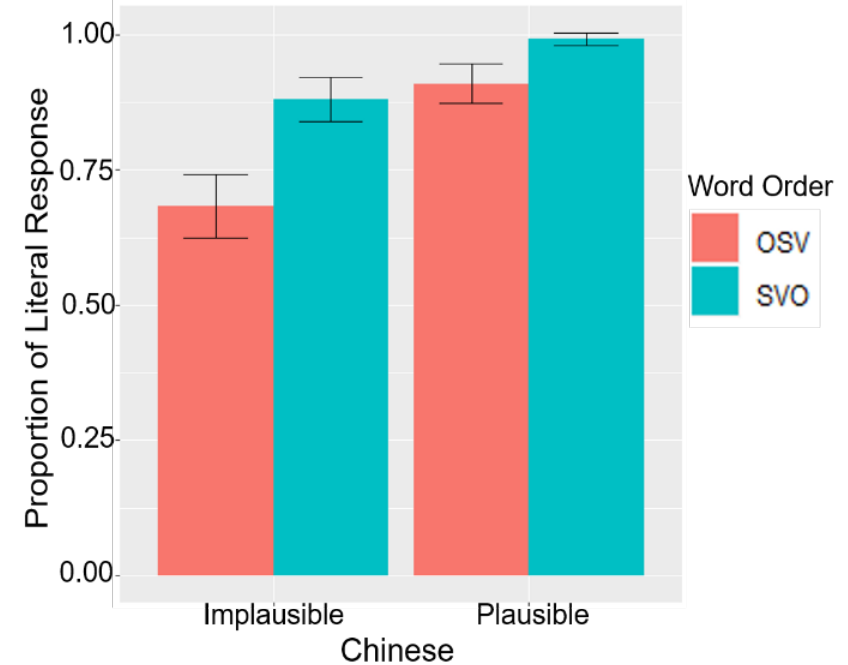 Proportion of Literal Response
1.00
0.75
0.50
0.25
0.00
Implausible
Plausible
Chinese
Word Order
OSV
SVO